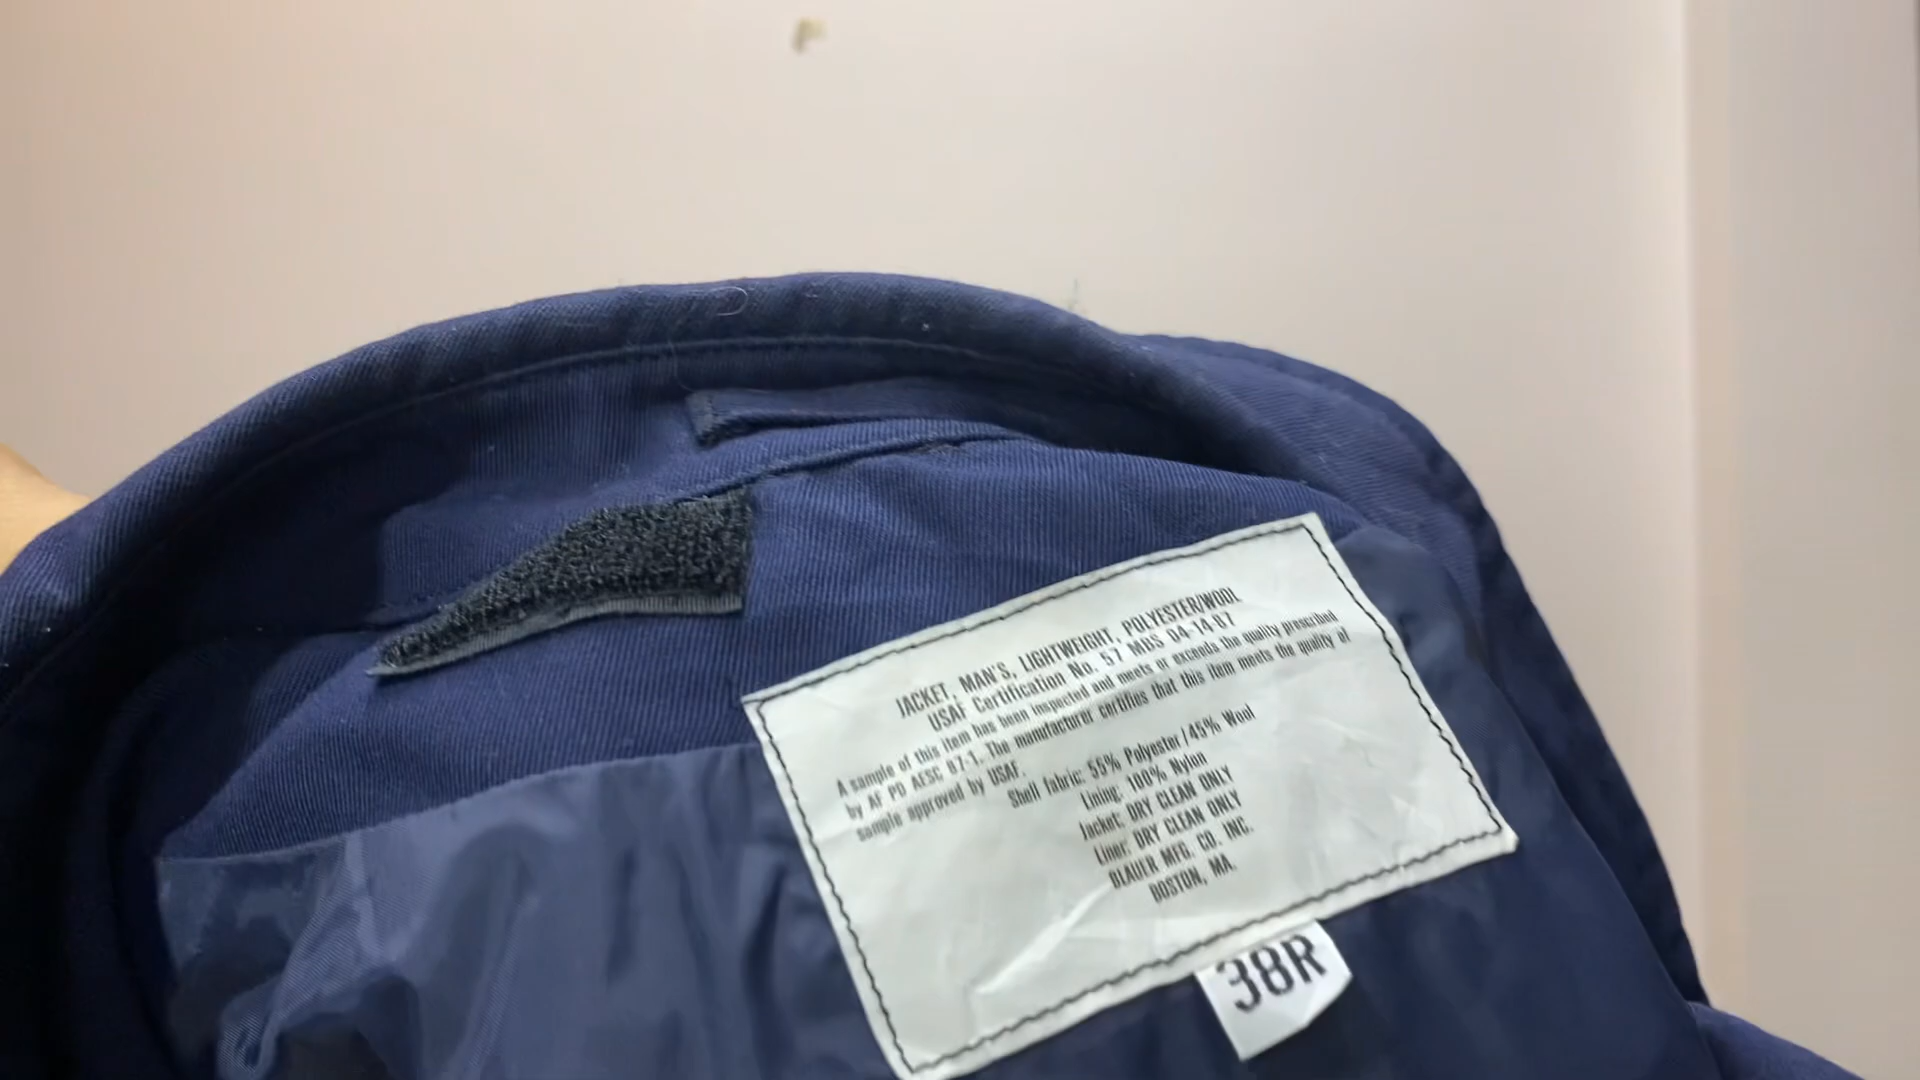 JACKET, MAN'S, LIGHTWEIGHT, POLYESTER/WOOL
USAF Certification No. 57 MBS 04-14 87
A sample of this item has been inspected and meets or exceeds the quality prescribed
by AF PD AESC 87-1. The manufacturer certifies that this item meets the quality of
sample approved by USAF.
Shell fabric: 55% Polyester/45% Wool
Lining: 100% Nylon
Jacket: DRY CLEAN ONLY
Liner: DRY CLEAN ONLY
BLAUER MFG. CO. INC.
BOSTON, MA.
38R